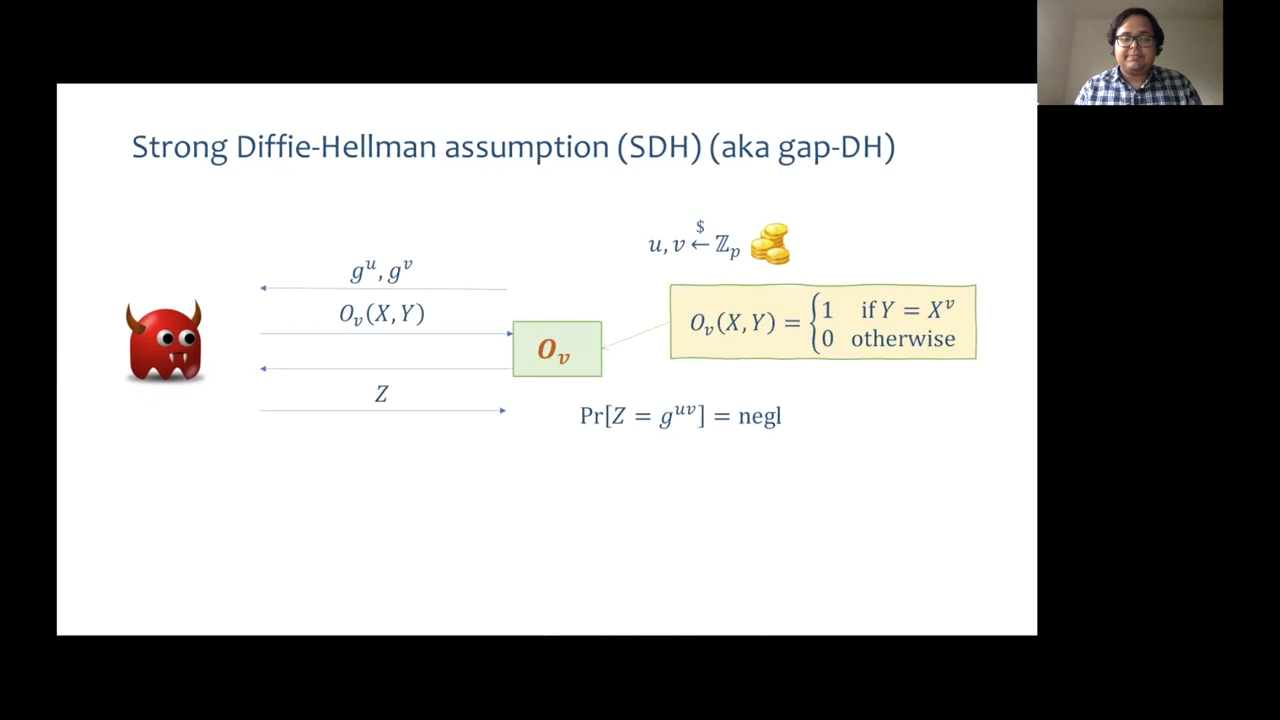 Strong Diffie-Hellman assumption (SDH) (aka gap-DH)
u, v $← ℤ_p
g^u, g^v
O_v(X, Y)
O_v
O_v(X, Y) = {1 if Y = X^v
0 otherwise
Z
Pr[Z = g^{uv}] = negl